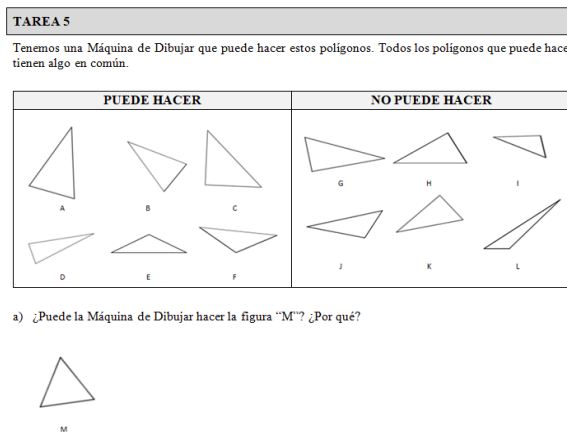 TAREA 5
Tenemos una Máquina de Dibujar que puede hacer estos polígonos. Todos los polígonos que puede hace
tienen algo en común.
PUEDE HACER NO PUEDE HACER
A B C G H I
D E F J K L
a) ¿Puede la Máquina de Dibujar hacer la figura “M”? ¿Por qué?
M